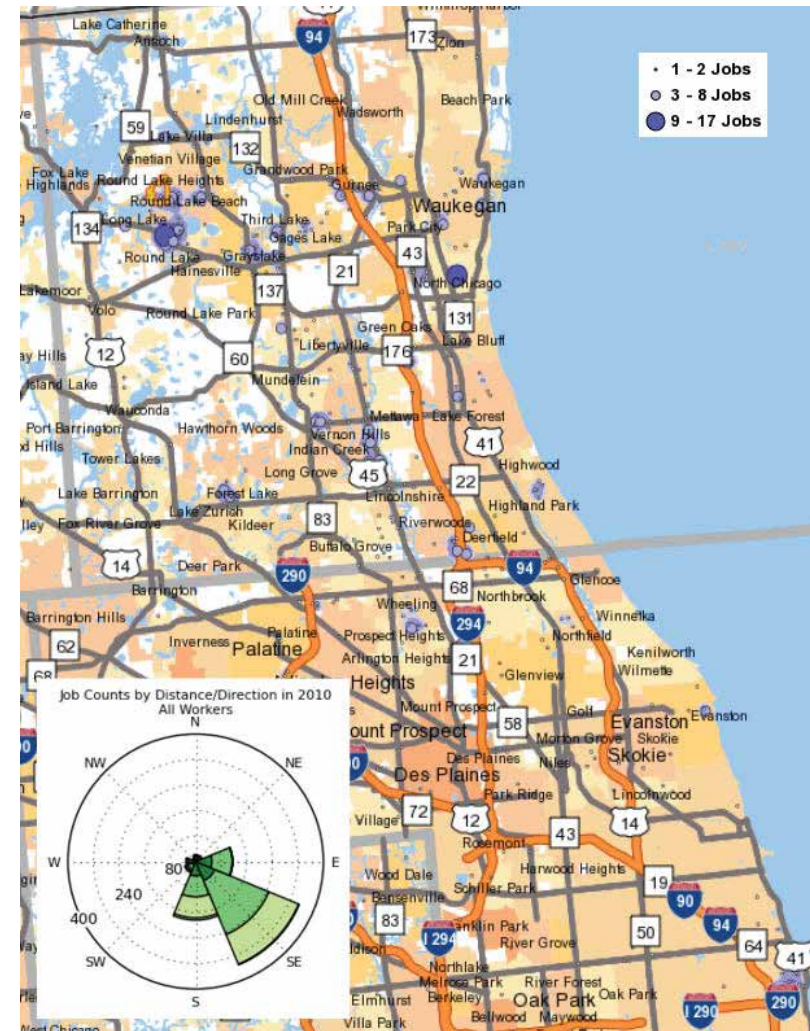 Lake Catherine
Antioch
94
173
Zion
1 - 2 Jobs
3 - 8 Jobs
9 - 17 Jobs
Old Mill Creek
Wadsworth
Beach Park
59
Lindenhurst
Lake Villa
132
Venetian Village
Fox Lake
Highlands
Round Lake Heights
Grandwood Park
Gurnee
Waukegan
Round Lake Beach
Waukegan
Long Lake
Third Lake
Park City
134
Gages Lake
43
Round Lake
Grayslake
Hainesville
21
North Chicago
Lakemoor
137
Volo
Round Lake Park
131
Green Oaks
Lake Bluff
12
60
Libertyville
176
Island Lake
Mundelein
Wauconda
Mettawa
Lake Forest
Port Barrington
Hawthorn Woods
Vernon Hills
41
Tower Lakes
Indian Creek
Long Grove
45
Highwood
22
Lake Barrington
Forest Lake
Lincolnshire
Highland Park
Fox River Grove
Lake Zurich
Kildeer
83
Riverwoods
Deerfield
Buffalo Grove
14
Deer Park
290
94
Glencoe
Barrington
68
Northbrook
Wheeling
Winnetka
Barrington Hills
294
62
Inverness
Palatine
Palatine
Prospect Heights
Northfield
Kenilworth
68
Arlington Heights
21
Glenview
Wilmette
Job Counts by Distance/Direction in 2010
All Workers
N
NW
NE
W
E
80
240
400
SW
SE
S
Heights
Mount Prospect
58
Golf
Evanston
Evanston
ount Prospect
Morton Grove
Skokie
Skokie
Des Plaines
Niles
Des Plaines
Park Ridge
Lincolnwood
72
12
14
Village
43
Rosemont
Wood Dale
Harwood Heights
19
Schiller Park
90
Bensenville
83
94
I 294
anklin Park
50
River Grove
64
41
Northlake
Melrose Park
River Forest
Elmhurst
Berkeley
Oak Park
Oak Park
290
I 290
Villa Park
Bellwood
Maywood
West Chicago